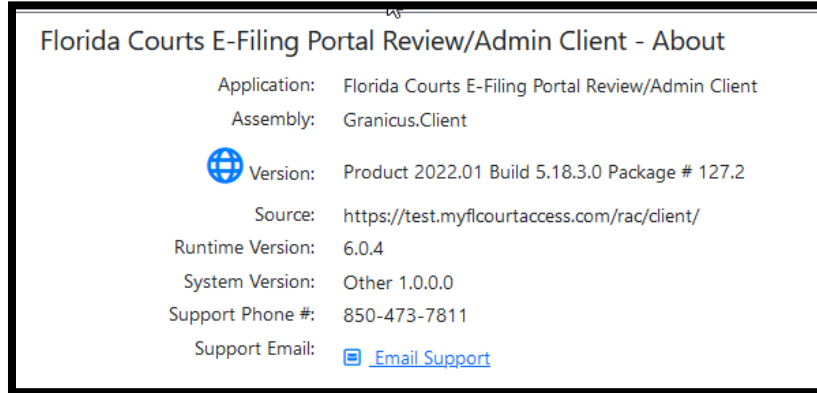 Florida Courts E-Filing Portal Review/Admin Client - About
Application: Florida Courts E-Filing Portal Review/Admin Client
Assembly: Granicus.Client
Version: Product 2022.01 Build 5.18.3.0 Package # 127.2
Source: https://test.myflcourtaccess.com/rac/client/
Runtime Version: 6.0.4
System Version: Other 1.0.0.0
Support Phone #: 850-473-7811
Support Email: Email Support